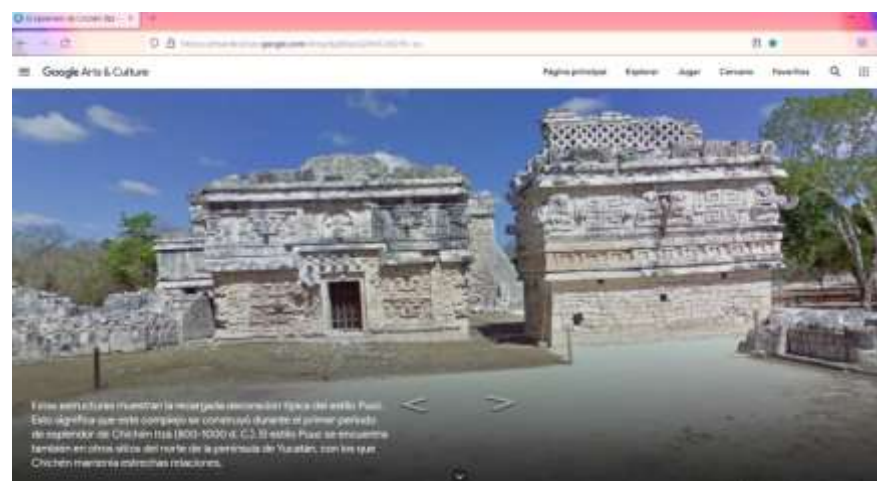 Google Arts & Culture
Página principal Explorar Jugar Cercano Favoritos
Estas estructuras muestran la recargada decoración típica del estilo Puuc.
Esto significa que este complejo se construyó durante el primer periodo
de esplendor de Chichén Itzá (800-1000 d. C.). El estilo Puuc se encuentra
también en otros sitios del norte de la península de Yucatán, con los que
Chichén mantenía estrechas relaciones.